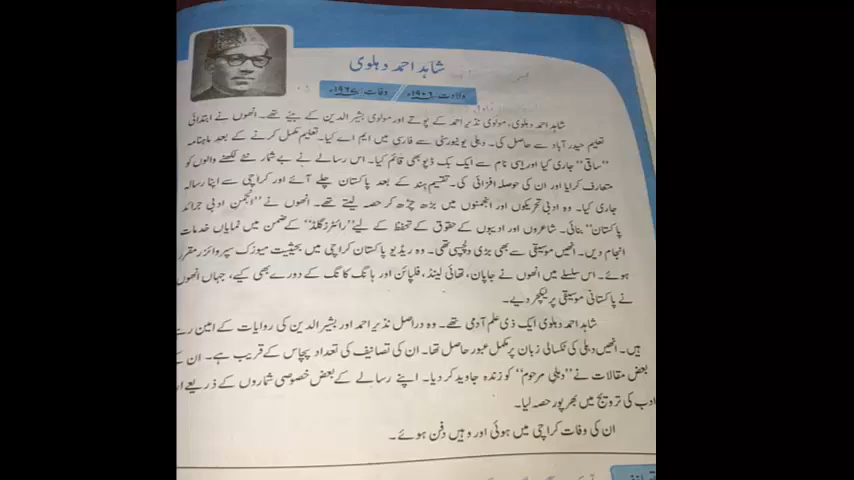 شاہد احمد دہلوی
ولادت: ۱۹۰۶ء وفات: ۱۹۶۷ء
شاہد احمد دہلوی، مولوی نذیر احمد کے پوتے اور مولوی بشیر الدین کے بیٹے تھے۔ انھوں نے ابتدائی
تعلیم حیدر آباد سے حاصل کی۔ دہلی یونیورسٹی سے فارسی میں ایم اے کیا۔ تعلیم مکمل کرنے کے بعد ماہنامہ
”ساقی“ جاری کیا اور اسی نام سے ایک بک ڈپو بھی قائم کیا۔ اس رسالے نے بے شمار نئے لکھنے والوں کو
متعارف کرایا اور ان کی حوصلہ افزائی کی۔ تقسیم ہند کے بعد پاکستان چلے آئے اور کراچی سے اپنا رسالہ
جاری کیا۔ وہ ادبی تحریکوں اور انجمنوں میں بڑھ چڑھ کر حصہ لیتے تھے۔ انھوں نے ”انجمن ادبی جرائد
پاکستان“ بنائی۔ شاعروں اور ادیبوں کے حقوق کے تحفظ کے لیے ”رائٹرز گلڈ“ کے ضمن میں نمایاں خدمات
انجام دیں۔ انھیں موسیقی سے بھی بڑی دلچسپی تھی۔ وہ ریڈیو پاکستان کراچی میں بحیثیت میوزک سپروائزر مقرر
ہوئے۔ اس سلسلے میں انھوں نے جاپان، تھائی لینڈ، فلپائن اور ہانگ کانگ کے دورے بھی کیے، جہاں انھوں
نے پاکستانی موسیقی پر لیکچر دیے۔
شاہد احمد دہلوی ایک ذی علم آدمی تھے۔ وہ دراصل نذیر احمد اور بشیر الدین کی روایات کے امین رہے
ہیں۔ انھیں دہلی کی ٹکسالی زبان پر مکمل عبور حاصل تھا۔ ان کی تصانیف کی تعداد پچاس کے قریب ہے۔ ان کے
بعض مقالات نے ”دہلی مرحوم“ کو زندہ جاوید کر دیا۔ اپنے رسالے کے بعض خصوصی شماروں کے ذریعے
ادب کی ترویج میں بھرپور حصہ لیا۔
ان کی وفات کراچی میں ہوئی اور وہیں دفن ہوئے۔